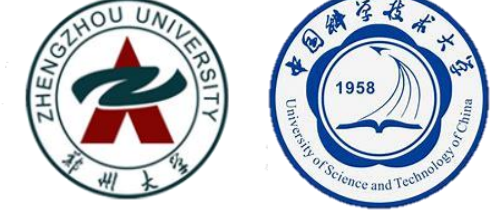 ZHENGZHOU UNIVERSITY
郑州大学
中国科学技术大学
1958
University of Science and Technology of China